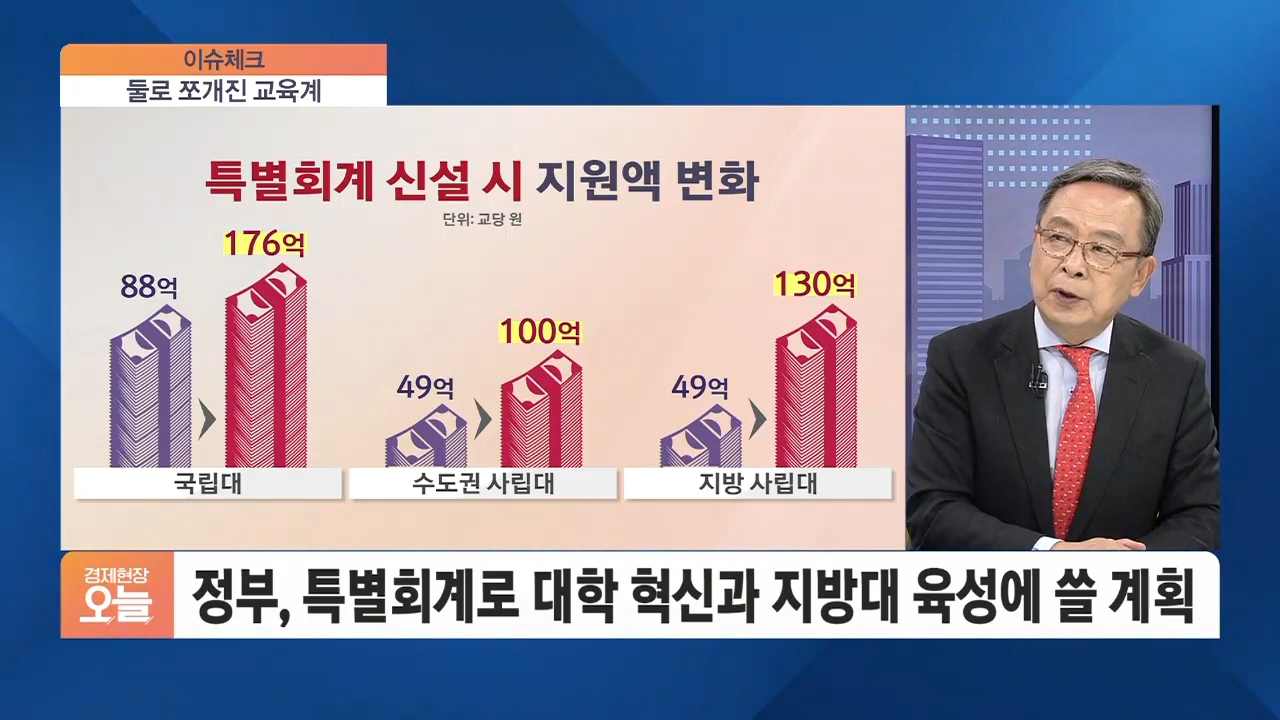 이슈체크
둘로 쪼개진 교육계
특별회계 신설 시 지원액 변화
단위: 교당 원
88억
176억
49억
100억
49억
130억
국립대
수도권 사립대
지방 사립대
경제현장
오늘
정부, 특별회계로 대학 혁신과 지방대 육성에 쓸 계획